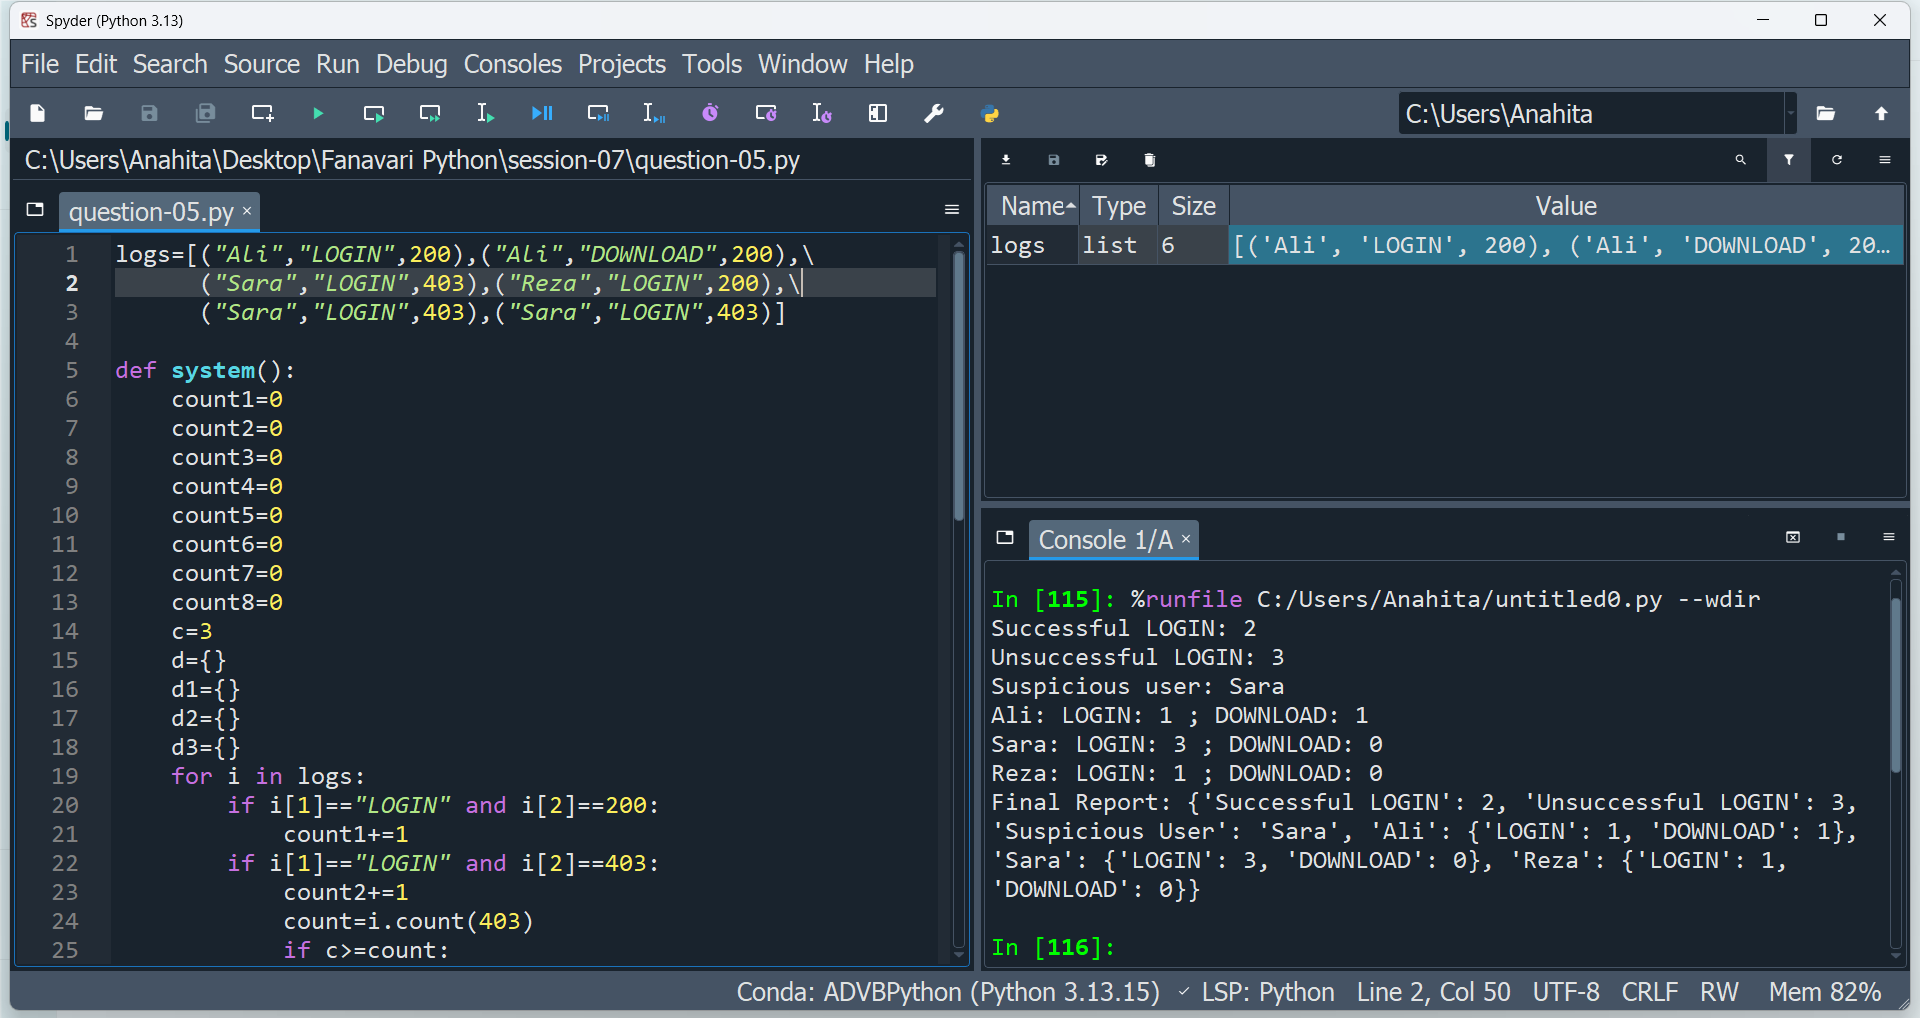 Spyder (Python 3.13)
File Edit Search Source Run Debug Consoles Projects Tools Window Help
C:\Users\Anahita
C:\Users\Anahita\Desktop\Fanavari Python\session-07\question-05.py
question-05.py
1 logs=[("Ali","LOGIN",200),("Ali","DOWNLOAD",200),\
2 ("Sara","LOGIN",403),("Reza","LOGIN",200),\
3 ("Sara","LOGIN",403),("Sara","LOGIN",403)]
4
5 def system():
6 count1=0
7 count2=0
8 count3=0
9 count4=0
10 count5=0
11 count6=0
12 count7=0
13 count8=0
14 c=3
15 d={}
16 d1={}
17 d2={}
18 d3={}
19 for i in logs:
20 if i[1]=="LOGIN" and i[2]==200:
21 count1+=1
22 if i[1]=="LOGIN" and i[2]==403:
23 count2+=1
24 count=i.count(403)
25 if c>=count:
Name Type Size Value
logs list 6 [('Ali', 'LOGIN', 200), ('Ali', 'DOWNLOAD', 20...
Console 1/A
In [115]: %runfile C:/Users/Anahita/untitled0.py --wdir
Successful LOGIN: 2
Unsuccessful LOGIN: 3
Suspicious user: Sara
Ali: LOGIN: 1 ; DOWNLOAD: 1
Sara: LOGIN: 3 ; DOWNLOAD: 0
Reza: LOGIN: 1 ; DOWNLOAD: 0
Final Report: {'Successful LOGIN': 2, 'Unsuccessful LOGIN': 3,
'Suspicious User': 'Sara', 'Ali': {'LOGIN': 1, 'DOWNLOAD': 1},
'Sara': {'LOGIN': 3, 'DOWNLOAD': 0}, 'Reza': {'LOGIN': 1,
'DOWNLOAD': 0}}
In [116]:
Conda: ADVBPython (Python 3.13.15) ✓ LSP: Python Line 2, Col 50 UTF-8 CRLF RW Mem 82%